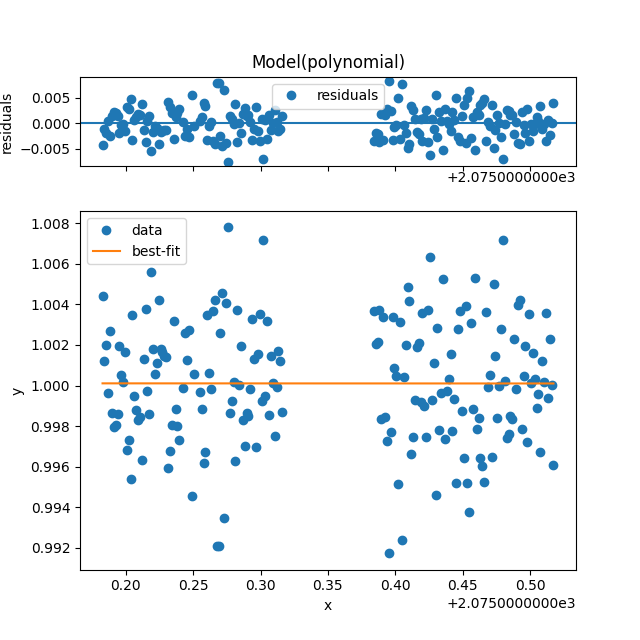 Model(polynomial)
residuals
0.005
0.000
−0.005
residuals
+2.0750000000e3
1.008
1.006
1.004
1.002
1.000
0.998
0.996
0.994
0.992
y
data
best-fit
0.20 0.25 0.30 0.35 0.40 0.45 0.50
x
+2.0750000000e3